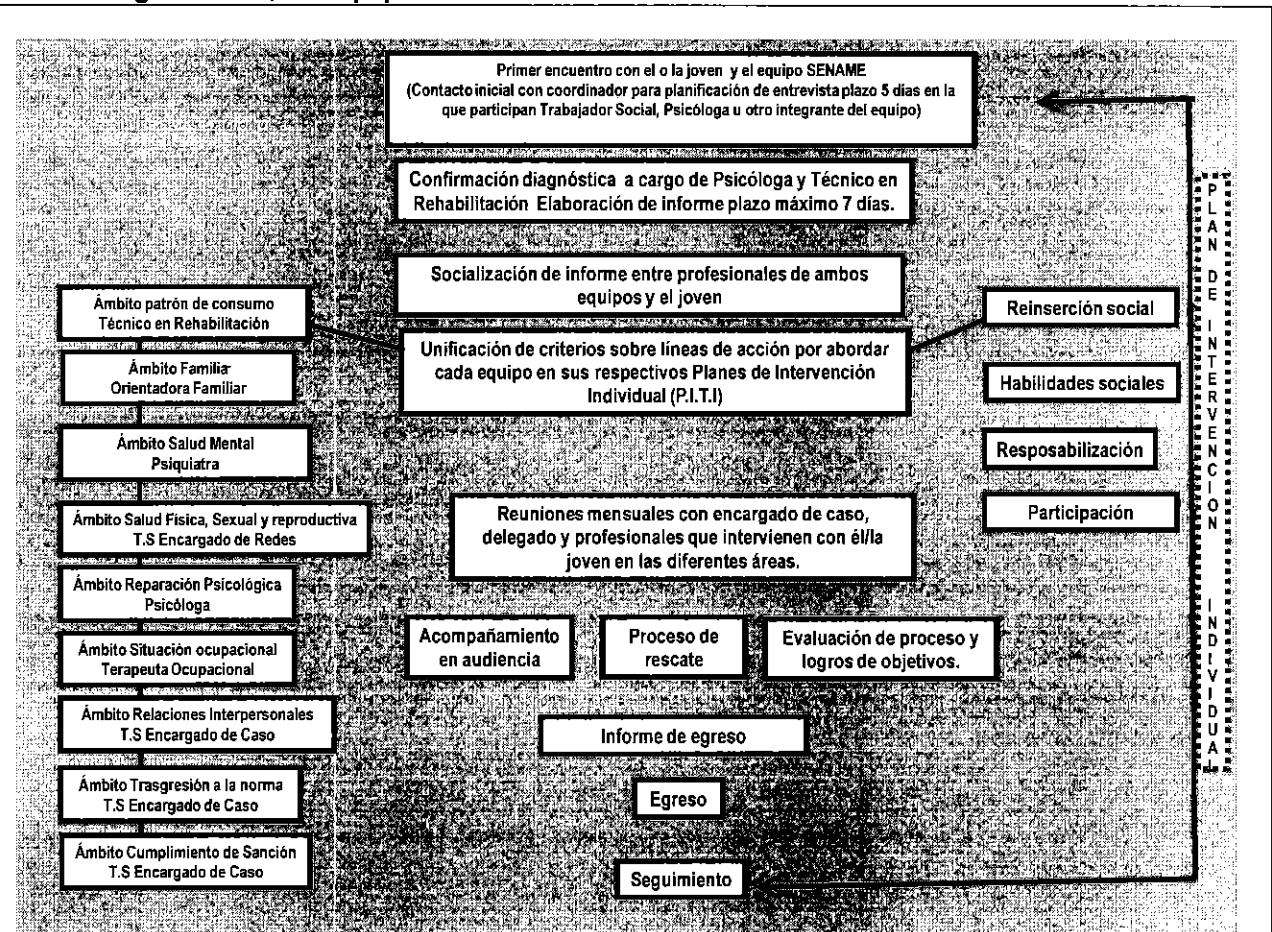 Primer encuentro con el o la joven y el equipo SENAME
(Contacto inicial con coordinador para planificación de entrevista plazo 5 días en la
que participan Trabajador Social, Psicóloga u otro integrante del equipo)
Confirmación diagnóstica a cargo de Psicóloga y Técnico en
Rehabilitación Elaboración de informe plazo máximo 7 días.
Socialización de informe entre profesionales de ambos
equipos y el joven
Unificación de criterios sobre líneas de acción por abordar
cada equipo en sus respectivos Planes de Intervención
Individual (P.I.T.I)
Ámbito patrón de consumo
Técnico en Rehabilitación
Ámbito Familiar
Orientadora Familiar
Ámbito Salud Mental
Psiquiatra
Ámbito Salud Física, Sexual y reproductiva
T.S Encargado de Redes
Ámbito Reparación Psicológica
Psicóloga
Ámbito Situación ocupacional
Terapeuta Ocupacional
Ámbito Relaciones Interpersonales
T.S Encargado de Caso
Ámbito Trasgresión a la norma
T.S Encargado de Caso
Ámbito Cumplimiento de Sanción
T.S Encargado de Caso
Reuniones mensuales con encargado de caso,
delegado y profesionales que intervienen con él/la
joven en las diferentes áreas.
Acompañamiento
en audiencia
Proceso de
rescate
Evaluación de proceso y
logros de objetivos.
Informe de egreso
Egreso
Seguimiento
Reinserción social
Habilidades sociales
Resposabilización
Participación
PLAN DE INTERVENCION INDIVIDUAL